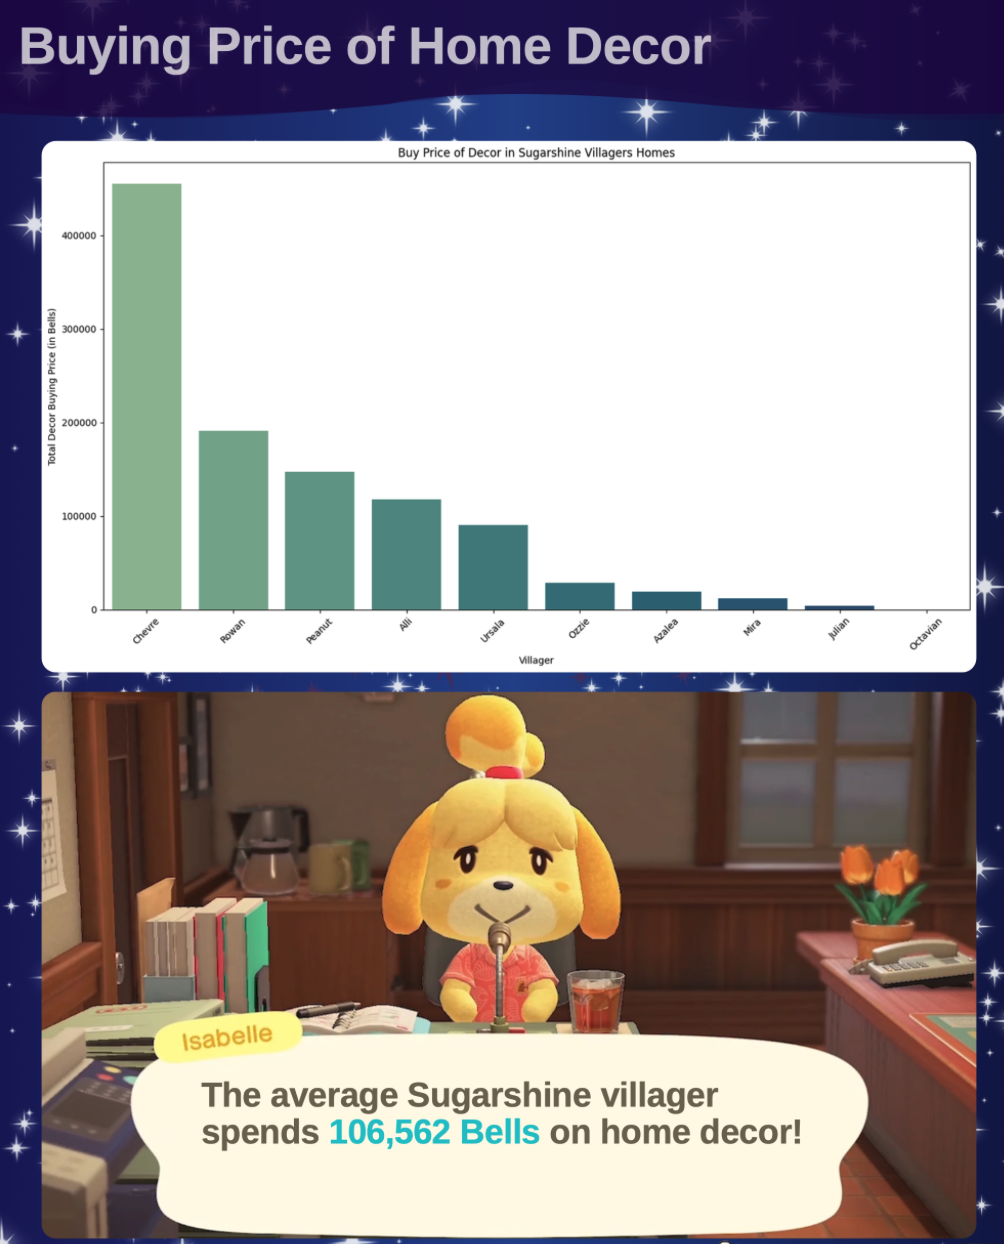 Buying Price of Home Decor
Buy Price of Decor in Sugarshine Villagers Homes
Total Decor Buying Price (in Bells)
400000
300000
200000
100000
0
Chevre
Rowan
Peanut
Alli
Ursala
Ozzie
Azalea
Mira
Julian
Octavian
Villager
Isabelle
The average Sugarshine villager
spends 106,562 Bells on home decor!